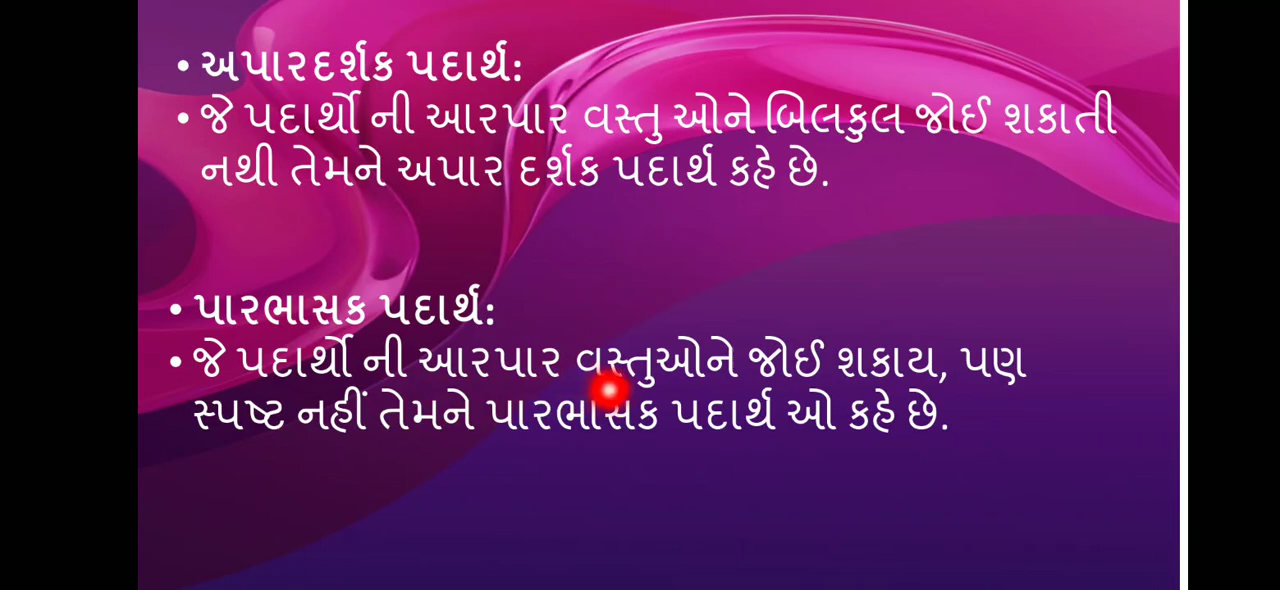 • અપારદર્શક પદાર્થ:
• જે પદાર્થો ની આરપાર વસ્તુ ઓને બિલકુલ જોઈ શકાતી
નથી તેમને અપાર દર્શક પદાર્થ કહે છે.
• પારભાસક પદાર્થ:
• જે પદાર્થો ની આરપાર વસ્તુઓને જોઈ શકાય, પણ
સ્પષ્ટ નહીં તેમને પારભાસક પદાર્થ ઓ કહે છે.